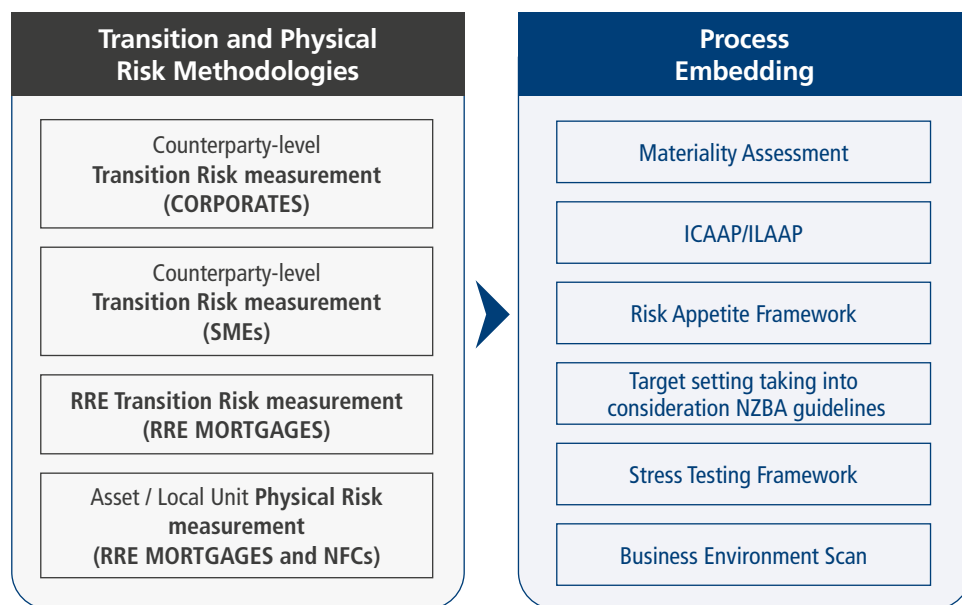 Transition and Physical
Risk Methodologies
Counterparty-level
Transition Risk measurement
(CORPORATES)
Counterparty-level
Transition Risk measurement
(SMEs)
RRE Transition Risk measurement
(RRE MORTGAGES)
Asset / Local Unit Physical Risk
measurement
(RRE MORTGAGES and NFCs)
Process
Embedding
Materiality Assessment
ICAAP/ILAAP
Risk Appetite Framework
Target setting taking into
consideration NZBA guidelines
Stress Testing Framework
Business Environment Scan